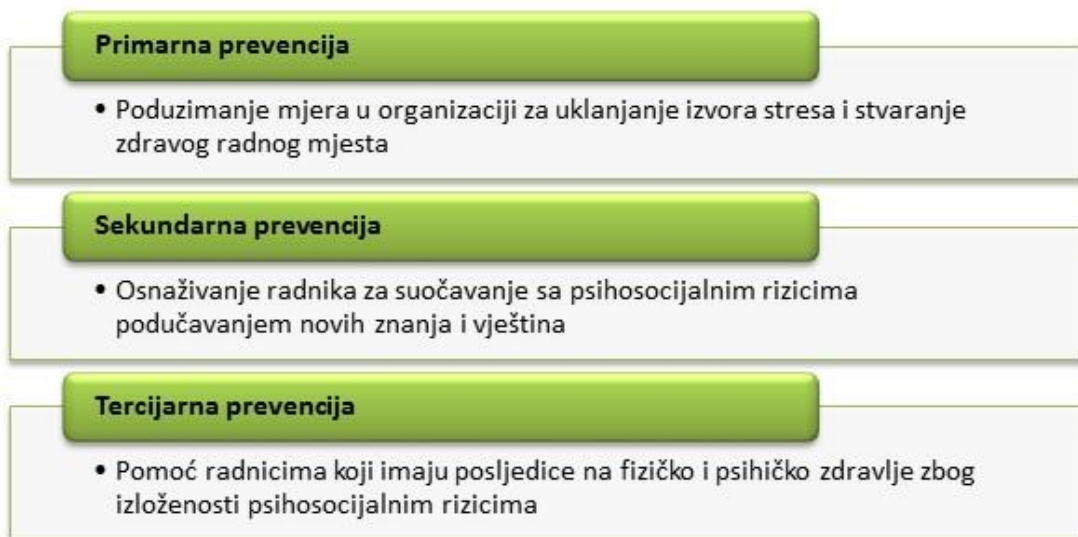 Primarna prevencija
• Poduzimanje mjera u organizaciji za uklanjanje izvora stresa i stvaranje
zdravog radnog mjesta
Sekundarna prevencija
• Osnaživanje radnika za suočavanje sa psihosocijalnim rizicima
podučavanjem novih znanja i vještina
Tercijarna prevencija
• Pomoć radnicima koji imaju posljedice na fizičko i psihičko zdravlje zbog
izloženosti psihosocijalnim rizicima